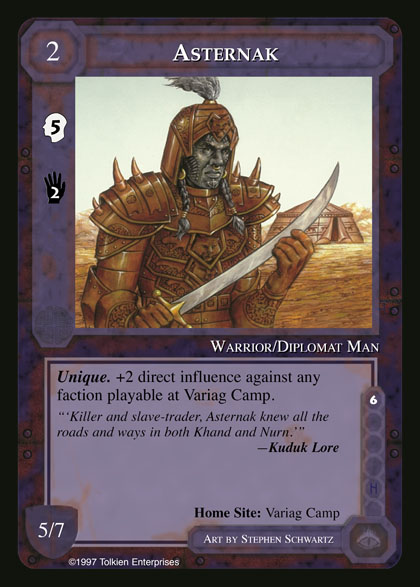 2
ASTERNAK
5
2
WARRIOR/DIPLOMAT MAN
Unique. +2 direct influence against any
faction playable at Variag Camp.
“‘Killer and slave-trader, Asternak knew all the
roads and ways in both Khand and Nurn.’”
—Kuduk Lore
6
H
Home Site: Variag Camp
5/7
ART BY STEPHEN SCHWARTZ
©1997 Tolkien Enterprises